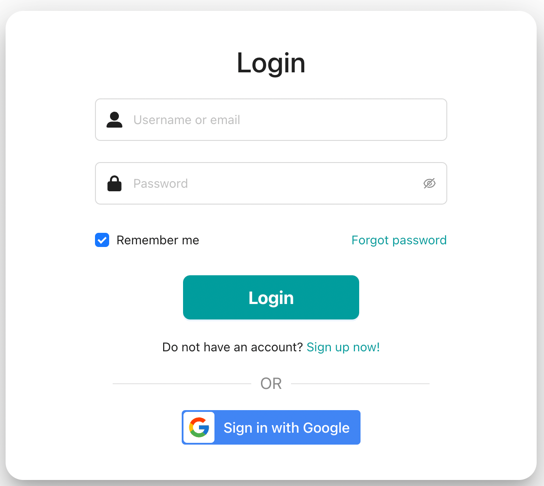 Login
Username or email
Password
Remember me
Forgot password
Login
Do not have an account? Sign up now!
OR
Sign in with Google